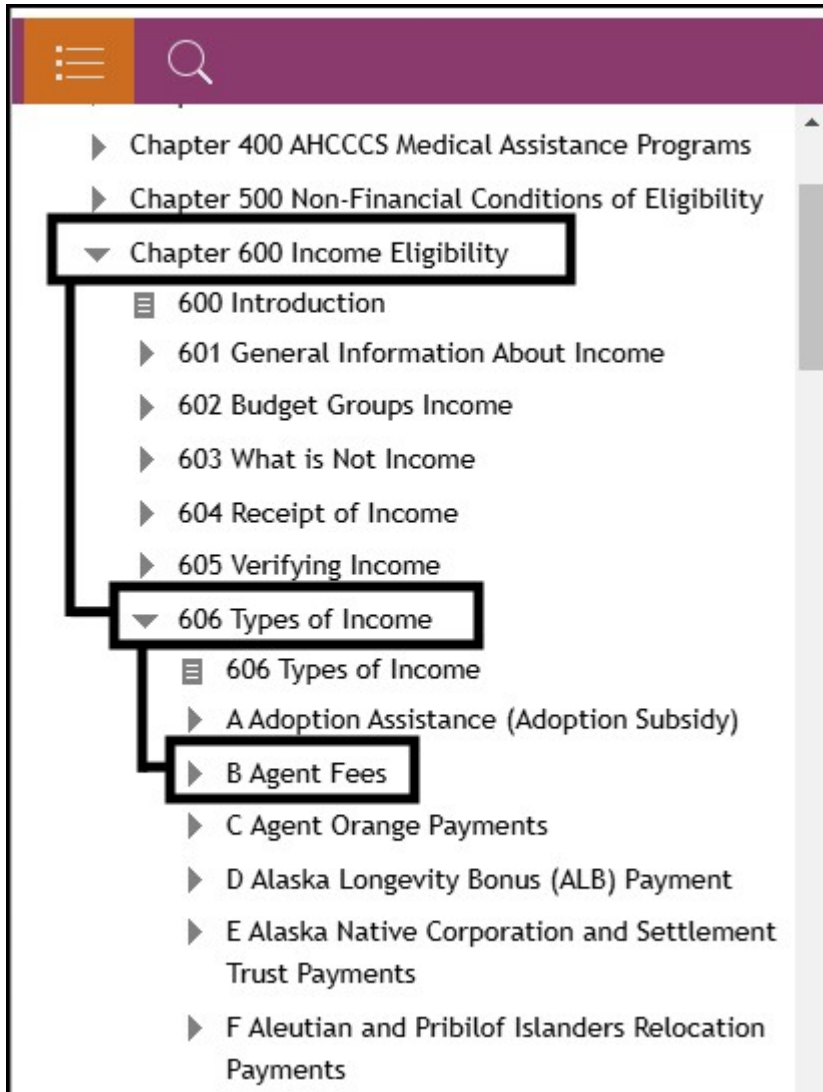 Chapter 400 AHCCCS Medical Assistance Programs
Chapter 500 Non-Financial Conditions of Eligibility
Chapter 600 Income Eligibility
600 Introduction
601 General Information About Income
602 Budget Groups Income
603 What is Not Income
604 Receipt of Income
605 Verifying Income
606 Types of Income
606 Types of Income
A Adoption Assistance (Adoption Subsidy)
B Agent Fees
C Agent Orange Payments
D Alaska Longevity Bonus (ALB) Payment
E Alaska Native Corporation and Settlement
Trust Payments
F Aleutian and Pribilof Islanders Relocation
Payments